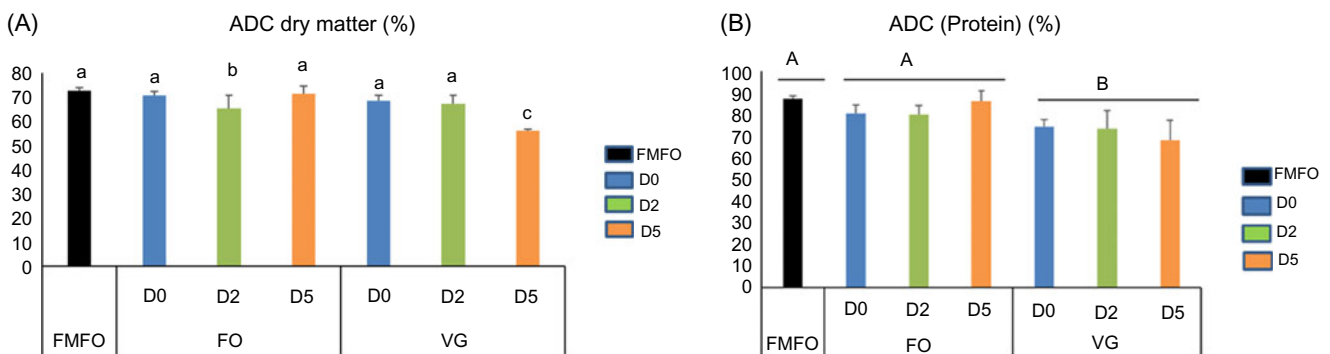 (A)
ADC dry matter (%)
80
70
60
50
40
30
20
10
0
a
a
b
a
a
a
c
D0
D2
D5
D0
D2
D5
FMFO
FO
VG
FMFO
D0
D2
D5
(B)
ADC (Protein) (%)
100
90
80
70
60
50
40
30
20
10
0
A
A
B
D0
D2
D5
D0
D2
D5
FMFO
FO
VG
FMFO
D0
D2
D5